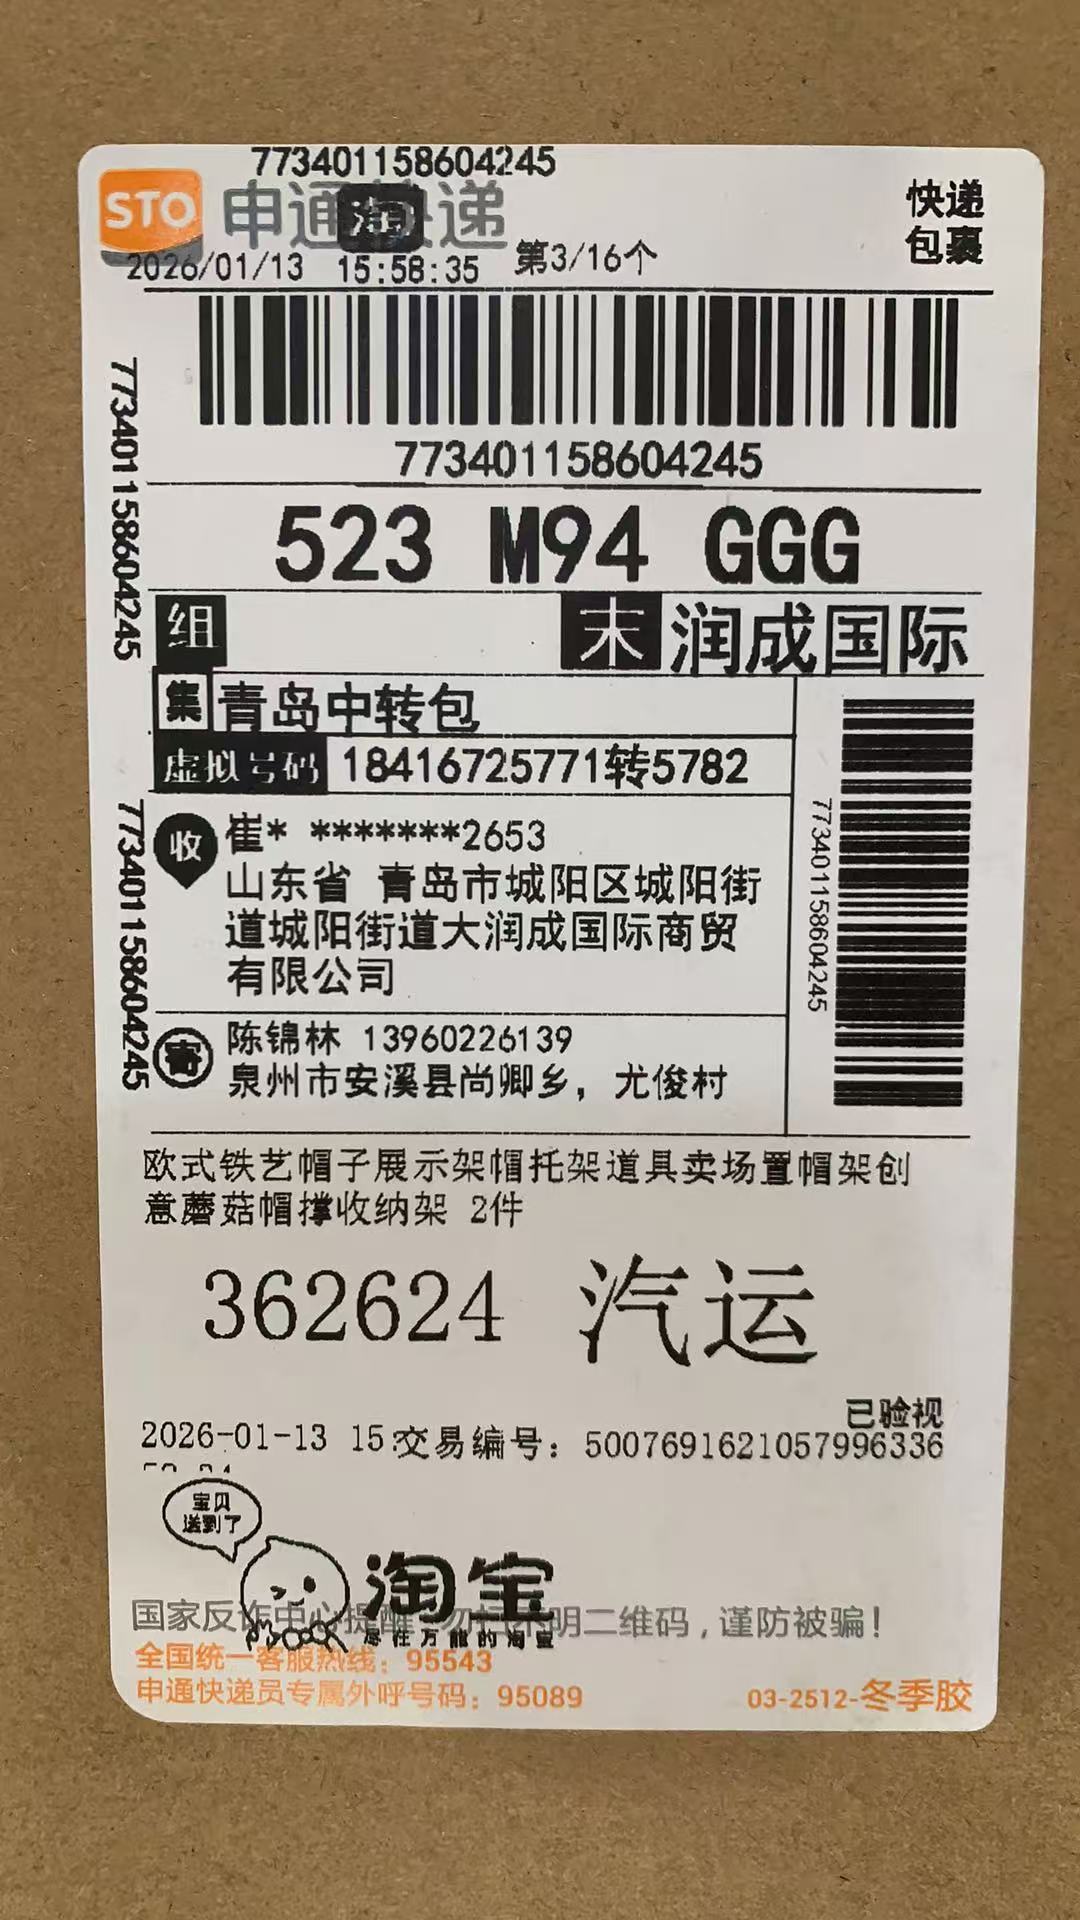 773401158604245
STO 申通快递
淘
快递
包裹
2026/01/13 15:58:35 第3/16个
773401158604245
773401158604245
523 M94 GGG
组
末 润成国际
集 青岛中转包
虚拟号码 18416725771转5782
773401158604245
773401158604245
收 崔* *******2653
山东省 青岛市城阳区城阳街
道城阳街道大润成国际商贸
有限公司
寄 陈锦林 13960226139
泉州市安溪县尚卿乡，尤俊村
欧式铁艺帽子展示架帽托架道具卖场置帽架创
意蘑菇帽撑收纳架 2件
362624 汽运
已验视
2026-01-13 15:交易编号：5007691621057996336
宝贝
送到了
淘宝
国家反诈中心提醒 勿扫不明二维码，谨防被骗！
全国统一客服热线：95543
申通快递员专属外呼号码：95089
03-2512-冬季胶